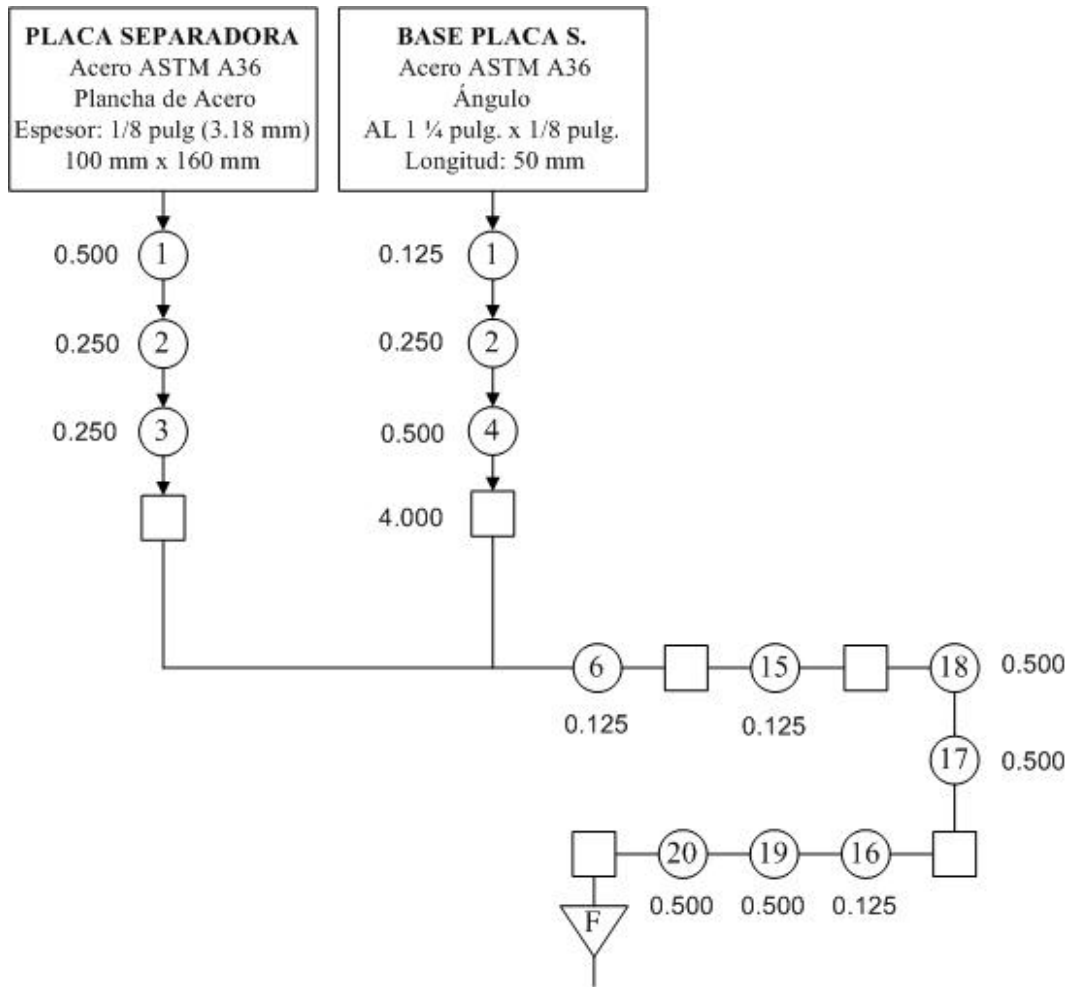 PLACA SEPARADORA
Acero ASTM A36
Plancha de Acero
Espesor: 1/8 pulg (3.18 mm)
100 mm x 160 mm
BASE PLACA S.
Acero ASTM A36
Ángulo
AL 1 ¼ pulg. x 1/8 pulg.
Longitud: 50 mm
0.500 1
0.125 1
0.250 2
0.250 2
0.250 3
0.500 4
4.000
6 15 18 0.500
0.125 0.125
17 0.500
20 19 16
0.500 0.500 0.125
F